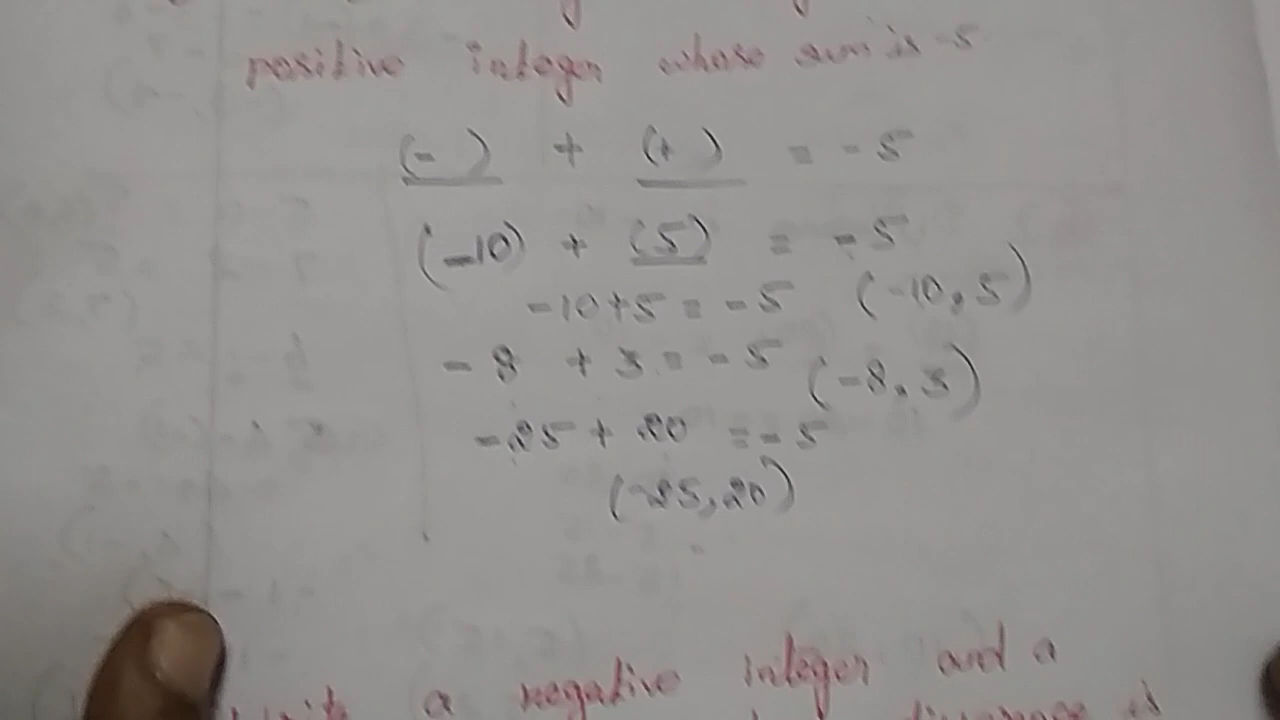 positive integer whose sum is -5
(- ) + (+ ) = -5
(-10) + (5) = -5
-10+5 = -5 (-10, 5)
-8 + 3 = -5 (-8, 3)
-25 + 20 = -5
(-25, 20)
a negative integer and a